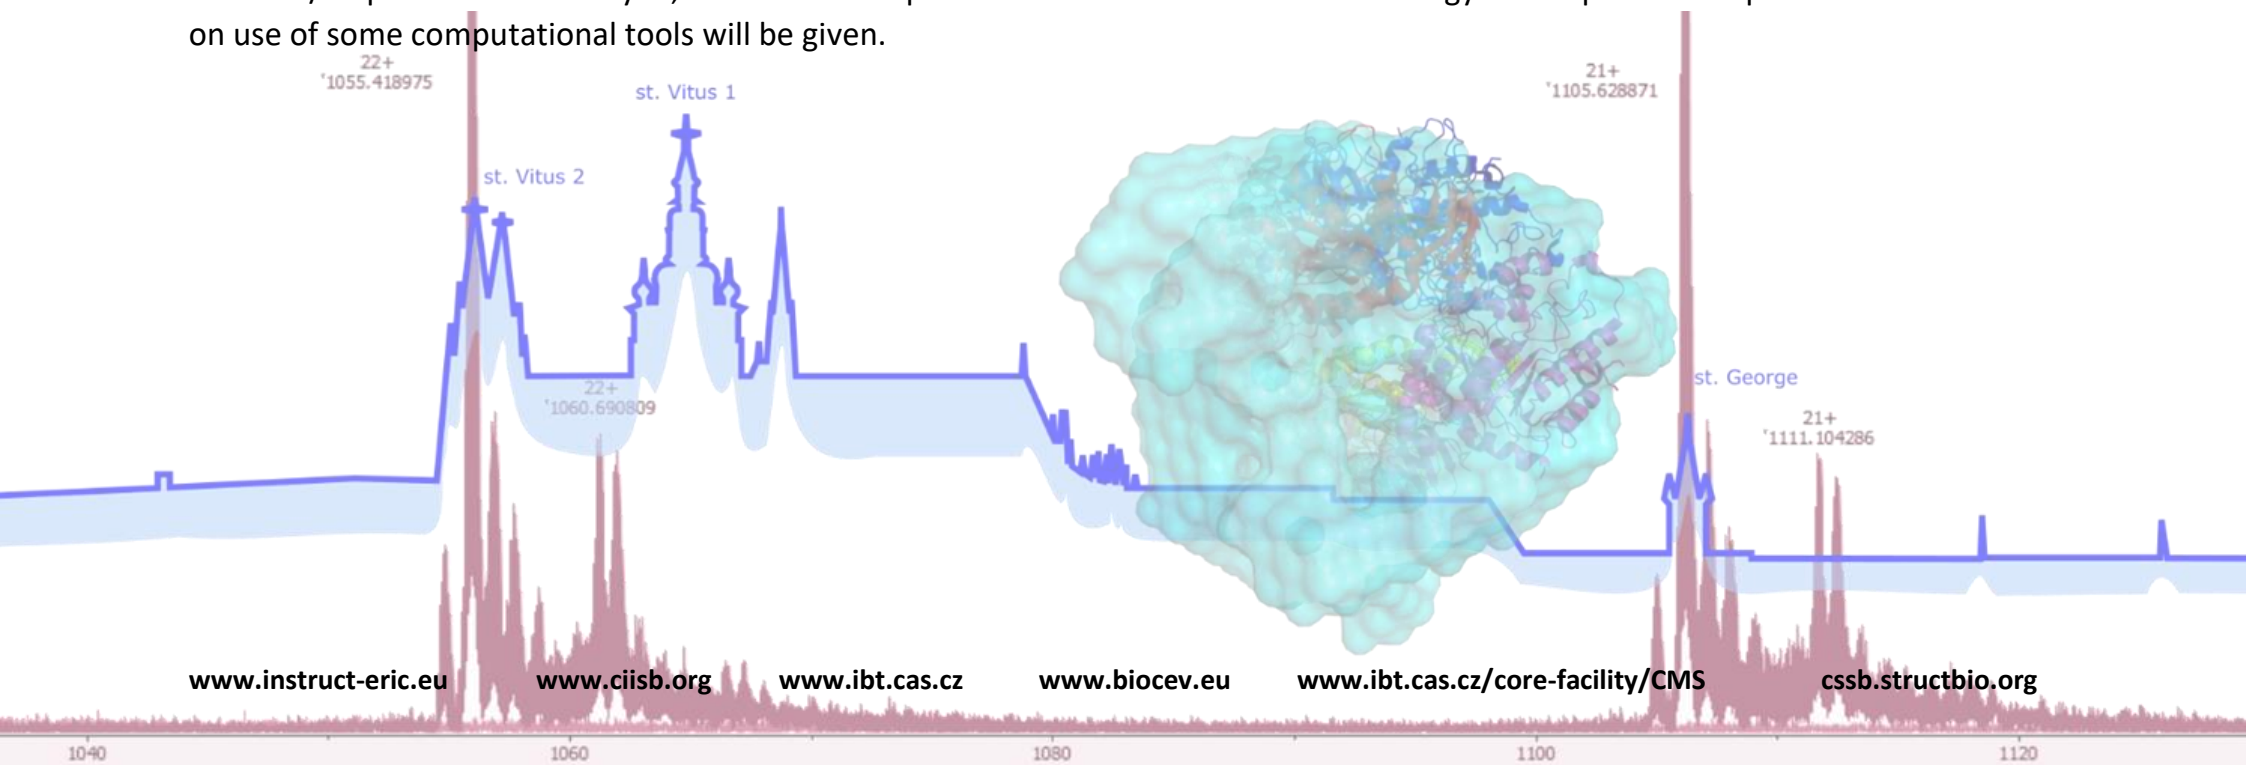 on use of some computational tools will be given.
22+
1055.418975
st. Vitus 1
21+
1105.628871
st. Vitus 2
st. George
22+
1060.690809
21+
1111.104286
www.instruct-eric.eu www.ciisb.org www.ibt.cas.cz www.biocev.eu www.ibt.cas.cz/core-facility/CMS cssb.structbio.org
1040 1060 1080 1100 1120